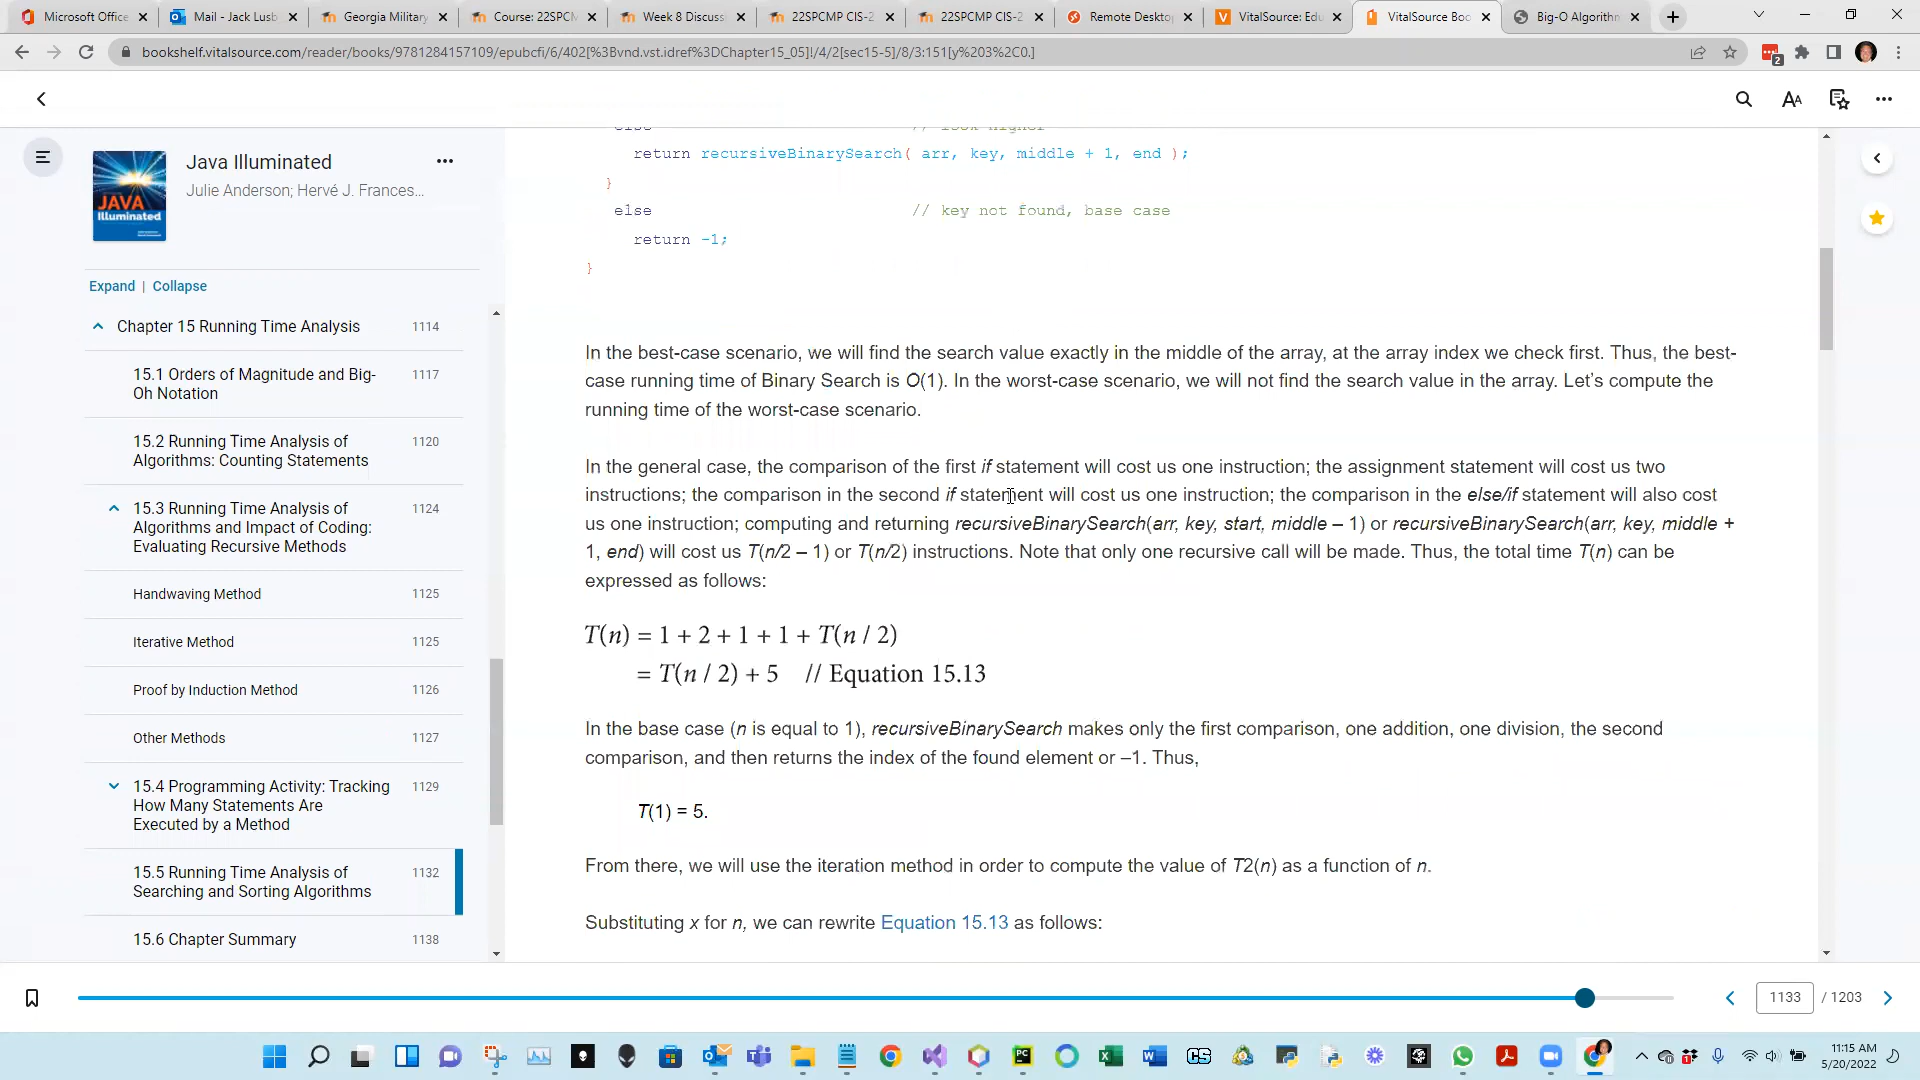 Microsoft Office
Mail - Jack Lusb
Georgia Military
Course: 22SPCM
Week 8 Discuss
22SPCMP CIS-2
22SPCMP CIS-2
Remote Desktop
VitalSource: Edu
VitalSource Boo
Big-O Algorithm
bookshelf.vitalsource.com/reader/books/9781284157109/epubcfi/6/402[%3Bvnd.vst.idref%3DChapter15_05]!/4/2[sec15-5]/8/3:151[y%203%2C0.]
2
Java Illuminated
Julie Anderson; Hervé J. Frances...
JAVA
Illuminated
Expand | Collapse
Chapter 15 Running Time Analysis 1114
15.1 Orders of Magnitude and Big-Oh Notation 1117
15.2 Running Time Analysis of
Algorithms: Counting Statements 1120
15.3 Running Time Analysis of
Algorithms and Impact of Coding:
Evaluating Recursive Methods 1124
Handwaving Method 1125
Iterative Method 1125
Proof by Induction Method 1126
Other Methods 1127
15.4 Programming Activity: Tracking
How Many Statements Are
Executed by a Method 1129
15.5 Running Time Analysis of
Searching and Sorting Algorithms 1132
15.6 Chapter Summary 1138
else // look higher
return recursiveBinarySearch( arr, key, middle + 1, end );
}
else // key not found, base case
return -1;
}
In the best-case scenario, we will find the search value exactly in the middle of the array, at the array index we check first. Thus, the best-
case running time of Binary Search is O(1). In the worst-case scenario, we will not find the search value in the array. Let’s compute the
running time of the worst-case scenario.
In the general case, the comparison of the first if statement will cost us one instruction; the assignment statement will cost us two
instructions; the comparison in the second if statement will cost us one instruction; the comparison in the else/if statement will also cost
us one instruction; computing and returning recursiveBinarySearch(arr, key, start, middle – 1) or recursiveBinarySearch(arr, key, middle +
1, end) will cost us T(n/2 – 1) or T(n/2) instructions. Note that only one recursive call will be made. Thus, the total time T(n) can be
expressed as follows:
T(n) = 1 + 2 + 1 + 1 + T(n / 2)
= T(n / 2) + 5 // Equation 15.13
In the base case (n is equal to 1), recursiveBinarySearch makes only the first comparison, one addition, one division, the second
comparison, and then returns the index of the found element or –1. Thus,
T(1) = 5.
From there, we will use the iteration method in order to compute the value of T2(n) as a function of n.
Substituting x for n, we can rewrite Equation 15.13 as follows:
1133 / 1203
11:15 AM
5/20/2022